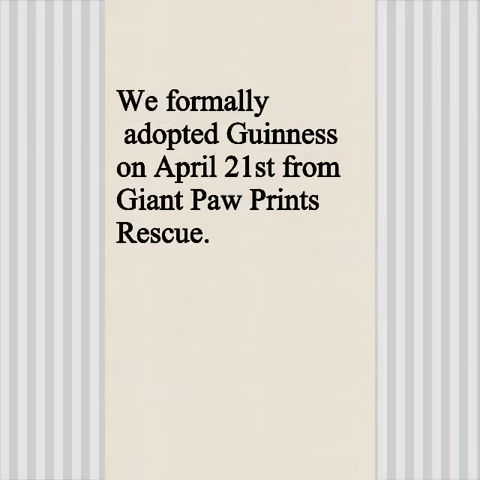 We formally
adopted Guinness
on April 21st from
Giant Paw Prints
Rescue.